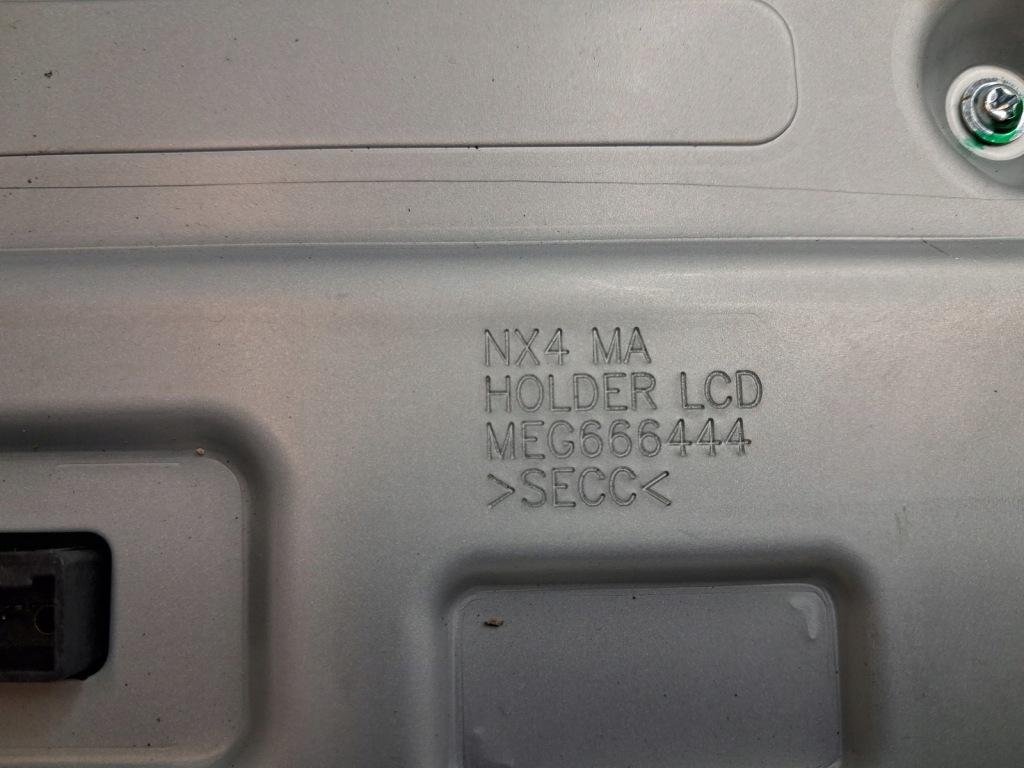 NX4 MA
HOLDER LCD
MEG666444
>SECC<